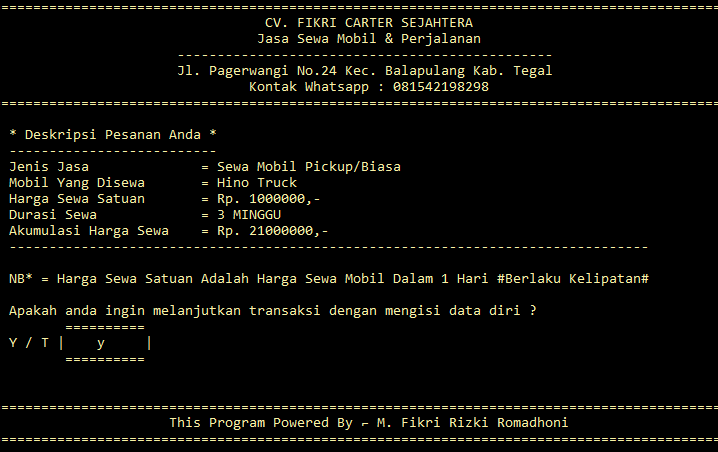 ==========================================================================================
CV. FIKRI CARTER SEJAHTERA
Jasa Sewa Mobil & Perjalanan
-----------------------------------------------
Jl. Pagerwangi No.24 Kec. Balapulang Kab. Tegal
Kontak Whatsapp : 081542198298
==========================================================================================
* Deskripsi Pesanan Anda *
--------------------------
Jenis Jasa = Sewa Mobil Pickup/Biasa
Mobil Yang Disewa = Hino Truck
Harga Sewa Satuan = Rp. 1000000,-
Durasi Sewa = 3 MINGGU
Akumulasi Harga Sewa = Rp. 21000000,-
--------------------------------------------------------------------------------
NB* = Harga Sewa Satuan Adalah Harga Sewa Mobil Dalam 1 Hari #Berlaku Kelipatan#
Apakah anda ingin melanjutkan transaksi dengan mengisi data diri ?
==========
Y / T | y |
==========
==========================================================================================
This Program Powered By ⌐ M. Fikri Rizki Romadhoni
==========================================================================================